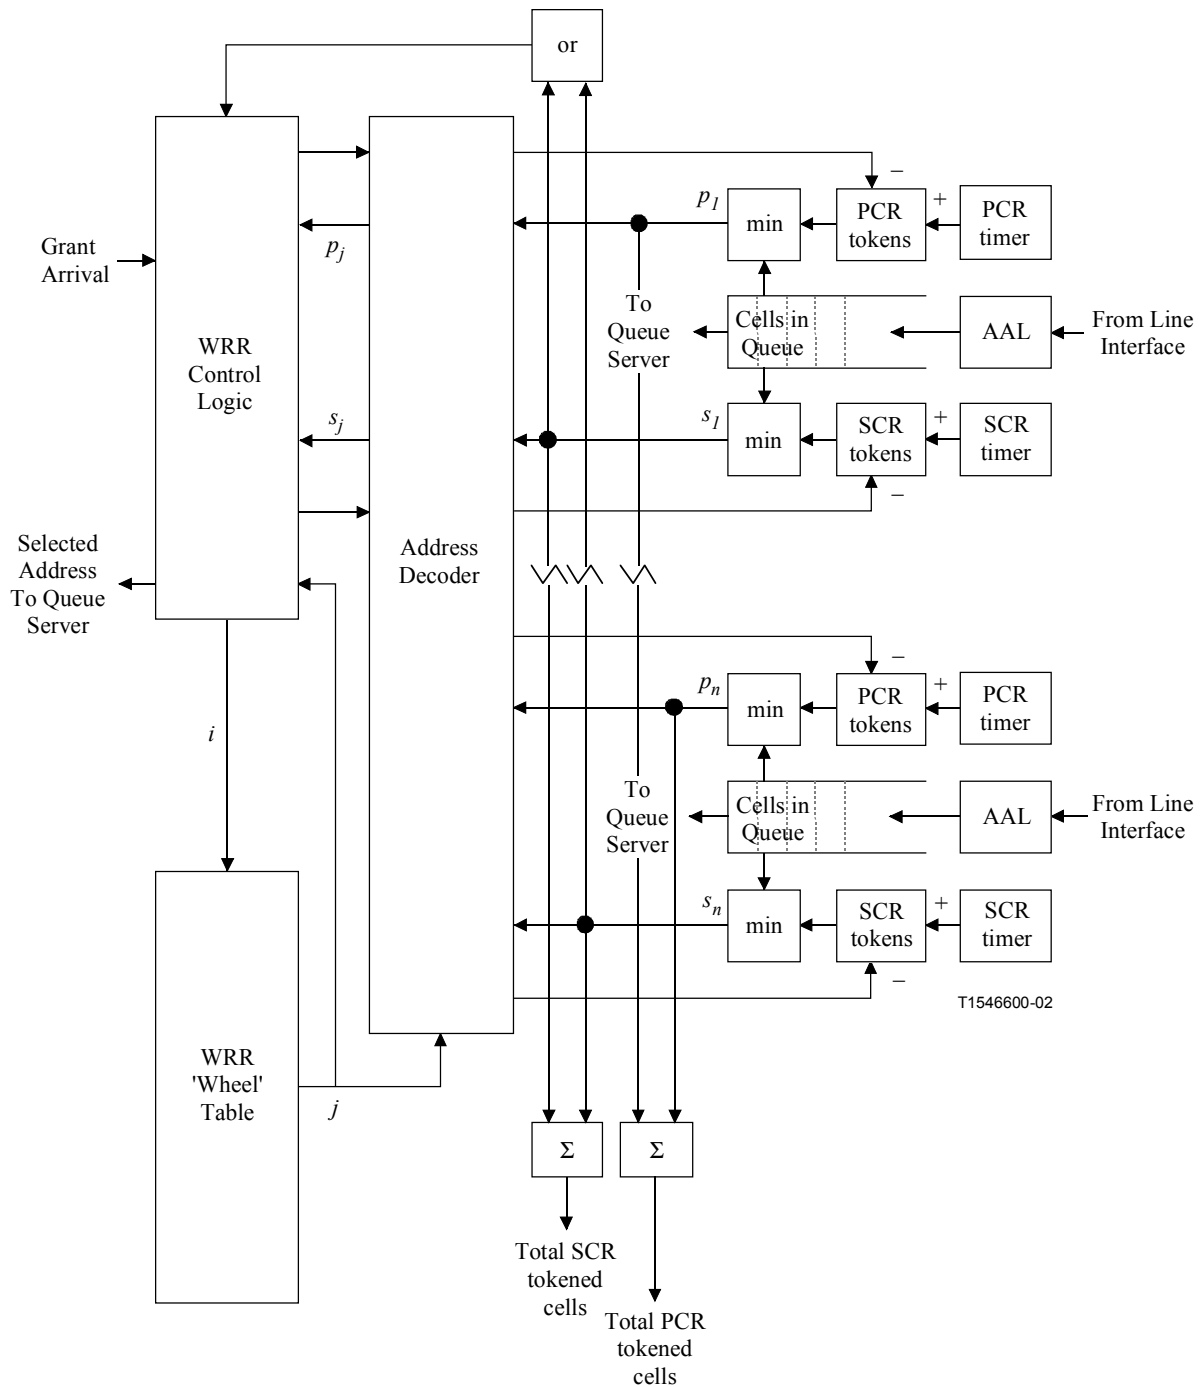 or
WRR
Control
Logic
Grant
Arrival
Selected
Address
To Queue
Server
p_j
s_j
i
Address
Decoder
p_1
min
PCR
tokens
PCR
timer
−
+
To
Queue
Server
Cells in
Queue
AAL
From Line
Interface
s_1
min
SCR
tokens
SCR
timer
+
−
−
p_n
min
PCR
tokens
+
PCR
timer
To
Queue
Server
Cells in
Queue
AAL
From Line
Interface
s_n
min
SCR
tokens
+
SCR
timer
−
T1546600-02
WRR
'Wheel'
Table
j
Σ
Σ
Total SCR
tokened
cells
Total PCR
tokened
cells